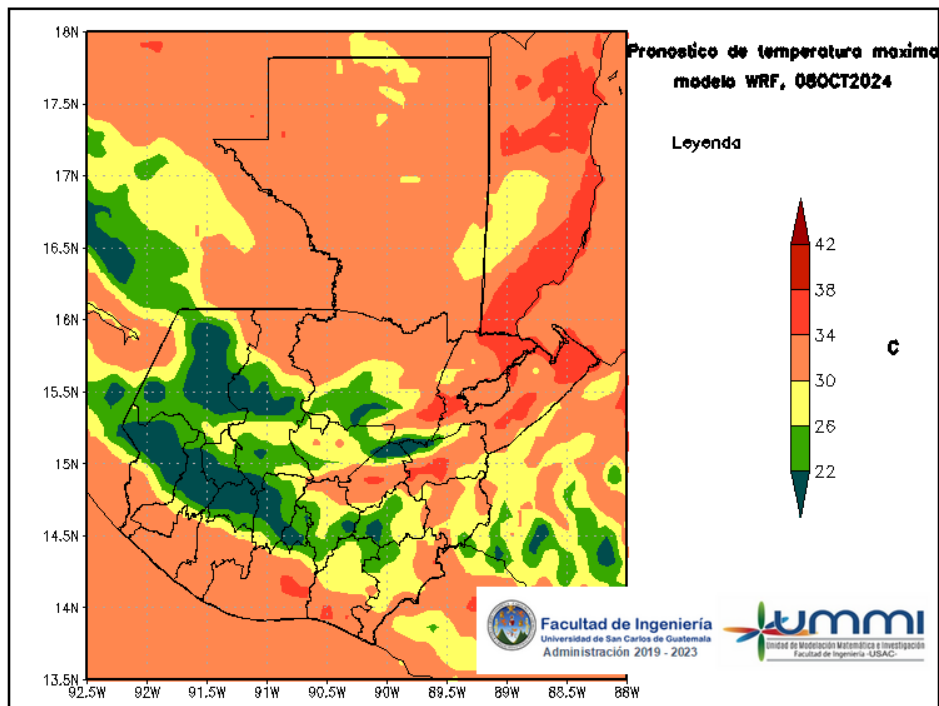 Pronostico de temperatura maxima
modelo WRF, 08OCT2024
Leyenda
42
38
34
30
26
22
C
18N
17.5N
17N
16.5N
16N
15.5N
15N
14.5N
14N
13.5N
92.5W
92W
91.5W
91W
90.5W
90W
89.5W
89W
88.5W
88W
Facultad de Ingeniería
Universidad de San Carlos de Guatemala
Administración 2019 - 2023
ummi
Unidad de Modelación Matemática e Investigación
Facultad de Ingeniería -USAC-